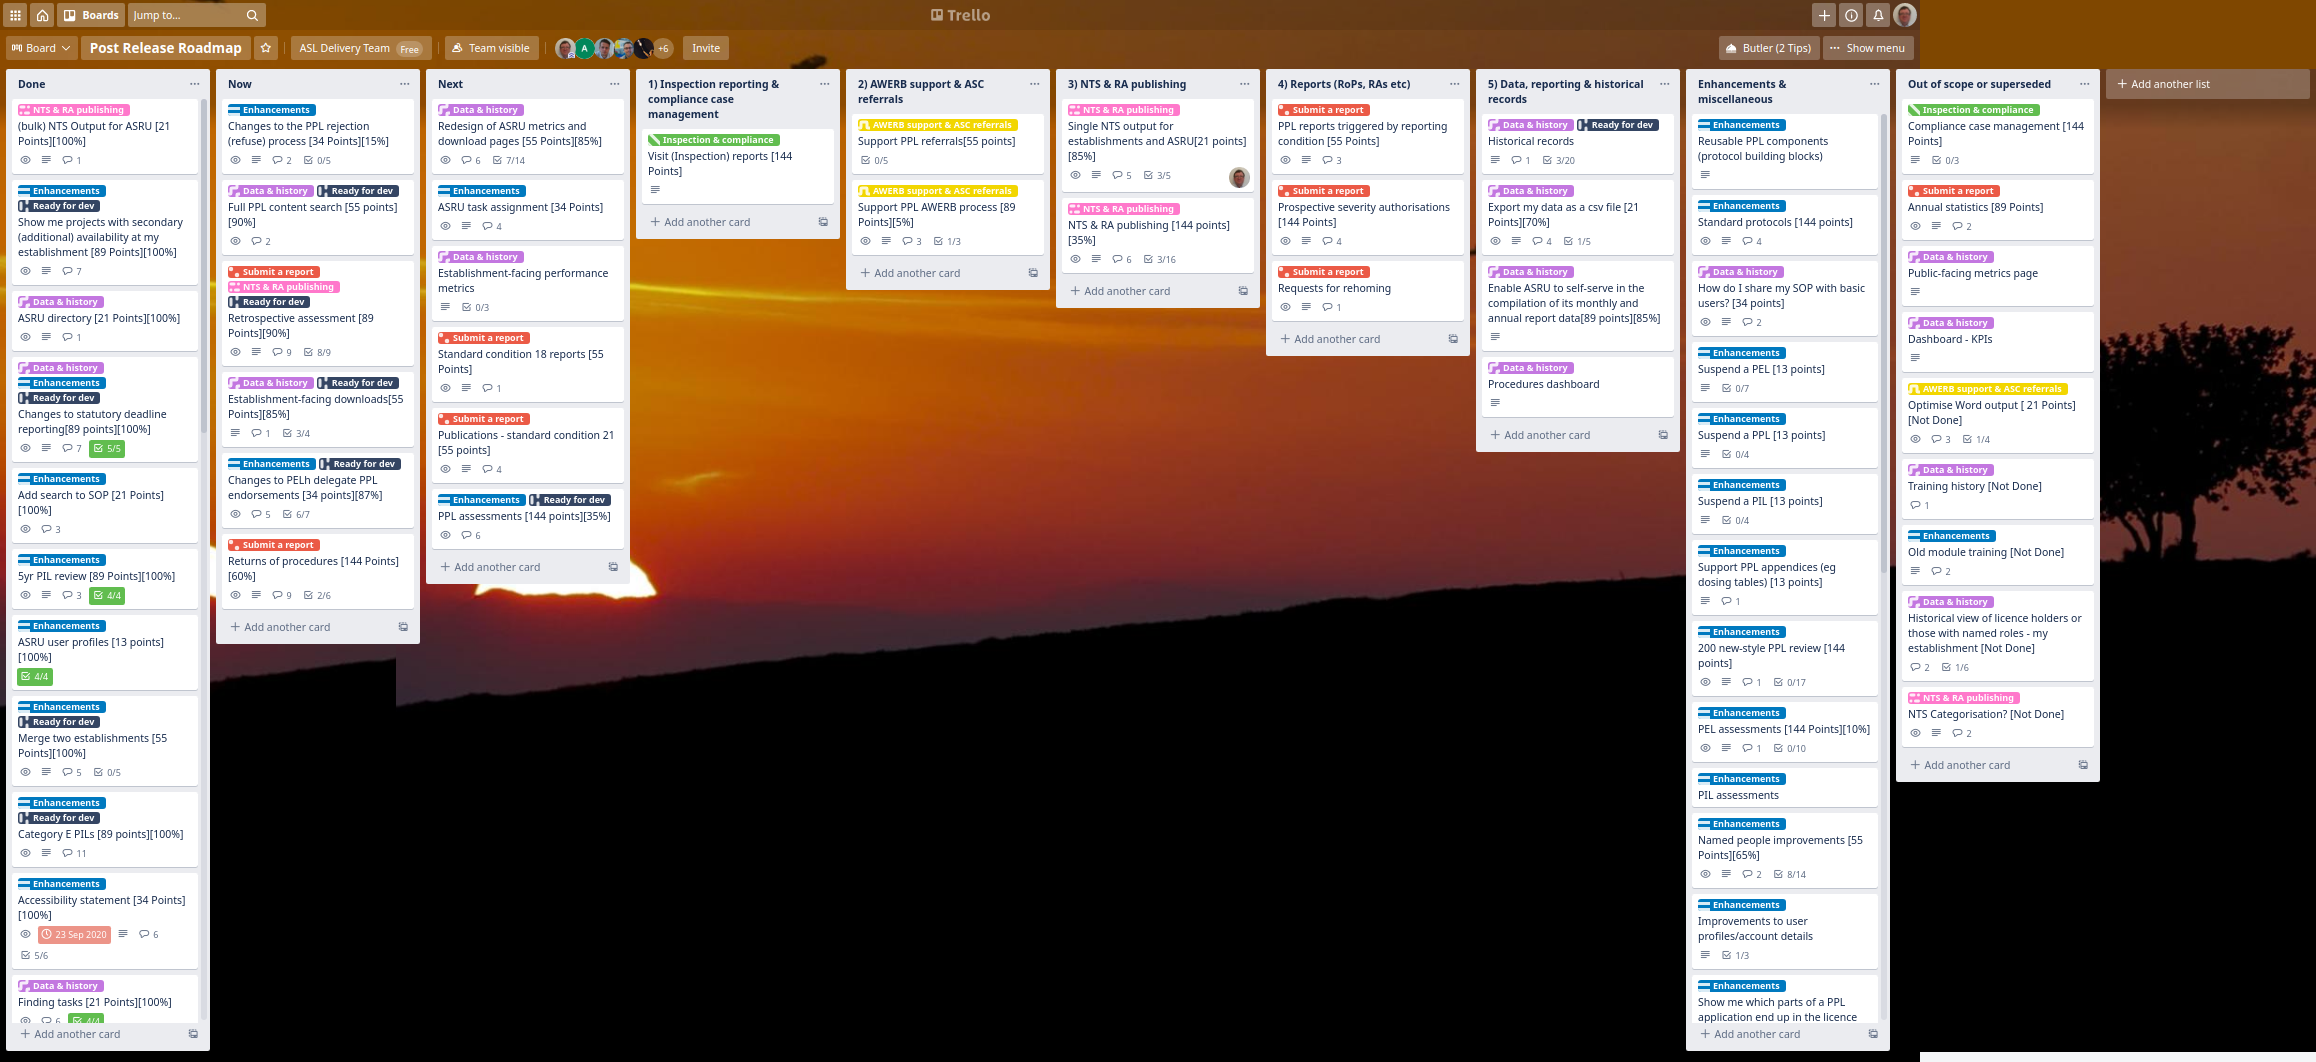 Boards
Jump to...
Trello
Board
Post Release Roadmap
ASL Delivery Team Free
Team visible
A
+6
Invite
Butler (2 Tips)
Show menu
Done
NTS & RA publishing
(bulk) NTS Output for ASRU [21
Points][100%]
1
Enhancements
Ready for dev
Show me projects with secondary
(additional) availability at my
establishment [89 Points][100%]
7
Data & history
ASRU directory [21 Points][100%]
1
Data & history
Enhancements
Ready for dev
Changes to statutory deadline
reporting[89 points][100%]
7 5/5
Enhancements
Add search to SOP [21 Points]
[100%]
3
Enhancements
5yr PIL review [89 Points][100%]
3 4/4
Enhancements
ASRU user profiles [13 points]
[100%]
4/4
Enhancements
Ready for dev
Merge two establishments [55
Points][100%]
5 0/5
Enhancements
Ready for dev
Category E PILs [89 points][100%]
11
Enhancements
Accessibility statement [34 Points]
[100%]
23 Sep 2020 6
5/6
Data & history
Finding tasks [21 Points][100%]
6 4/4
Add another card
Now
Enhancements
Changes to the PPL rejection
(refuse) process [34 Points][15%]
2 0/5
Data & history Ready for dev
Full PPL content search [55 points]
[90%]
2
Submit a report
NTS & RA publishing
Ready for dev
Retrospective assessment [89
Points][90%]
9 8/9
Data & history Ready for dev
Establishment-facing downloads[55
Points][85%]
1 3/4
Enhancements Ready for dev
Changes to PELh delegate PPL
endorsements [34 points][87%]
5 6/7
Submit a report
Returns of procedures [144 Points]
[60%]
9 2/6
Add another card
Next
Data & history
Redesign of ASRU metrics and
download pages [55 Points][85%]
6 7/14
Enhancements
ASRU task assignment [34 Points]
4
Data & history
Establishment-facing performance
metrics
0/3
Submit a report
Standard condition 18 reports [55
Points]
1
Submit a report
Publications - standard condition 21
[55 points]
4
Enhancements Ready for dev
PPL assessments [144 points][35%]
6
Add another card
1) Inspection reporting &
compliance case
management
Inspection & compliance
Visit (Inspection) reports [144
Points]
Add another card
2) AWERB support & ASC
referrals
AWERB support & ASC referrals
Support PPL referrals[55 points]
0/5
AWERB support & ASC referrals
Support PPL AWERB process [89
Points][5%]
3 1/3
Add another card
3) NTS & RA publishing
NTS & RA publishing
Single NTS output for
establishments and ASRU[21 points]
[85%]
5 3/5
NTS & RA publishing
NTS & RA publishing [144 points]
[35%]
6 3/16
Add another card
4) Reports (RoPs, RAs etc)
Submit a report
PPL reports triggered by reporting
condition [55 Points]
3
Submit a report
Prospective severity authorisations
[144 Points]
4
Submit a report
Requests for rehoming
1
Add another card
5) Data, reporting & historical
records
Data & history Ready for dev
Historical records
1 3/20
Data & history
Export my data as a csv file [21
Points][70%]
4 1/5
Data & history
Enable ASRU to self-serve in the
compilation of its monthly and
annual report data[89 points][85%]
Data & history
Procedures dashboard
Add another card
Enhancements &
miscellaneous
Enhancements
Reusable PPL components
(protocol building blocks)
Enhancements
Standard protocols [144 points]
4
Data & history
How do I share my SOP with basic
users? [34 points]
2
Enhancements
Suspend a PEL [13 points]
0/7
Enhancements
Suspend a PPL [13 points]
0/4
Enhancements
Suspend a PIL [13 points]
0/4
Enhancements
Support PPL appendices (eg
dosing tables) [13 points]
1
Enhancements
200 new-style PPL review [144
points]
1 0/17
Enhancements
PEL assessments [144 Points][10%]
1 0/10
Enhancements
PIL assessments
Enhancements
Named people improvements [55
Points][65%]
2 8/14
Enhancements
Improvements to user
profiles/account details
1/3
Enhancements
Show me which parts of a PPL
application end up in the licence
Add another card
Out of scope or superseded
Inspection & compliance
Compliance case management [144
Points]
0/3
Submit a report
Annual statistics [89 Points]
2
Data & history
Public-facing metrics page
Data & history
Dashboard - KPIs
AWERB support & ASC referrals
Optimise Word output [ 21 Points]
[Not Done]
3 1/4
Data & history
Training history [Not Done]
1
Enhancements
Old module training [Not Done]
2
Data & history
Historical view of licence holders or
those with named roles - my
establishment [Not Done]
2 1/6
NTS & RA publishing
NTS Categorisation? [Not Done]
2
Add another card
Add another list